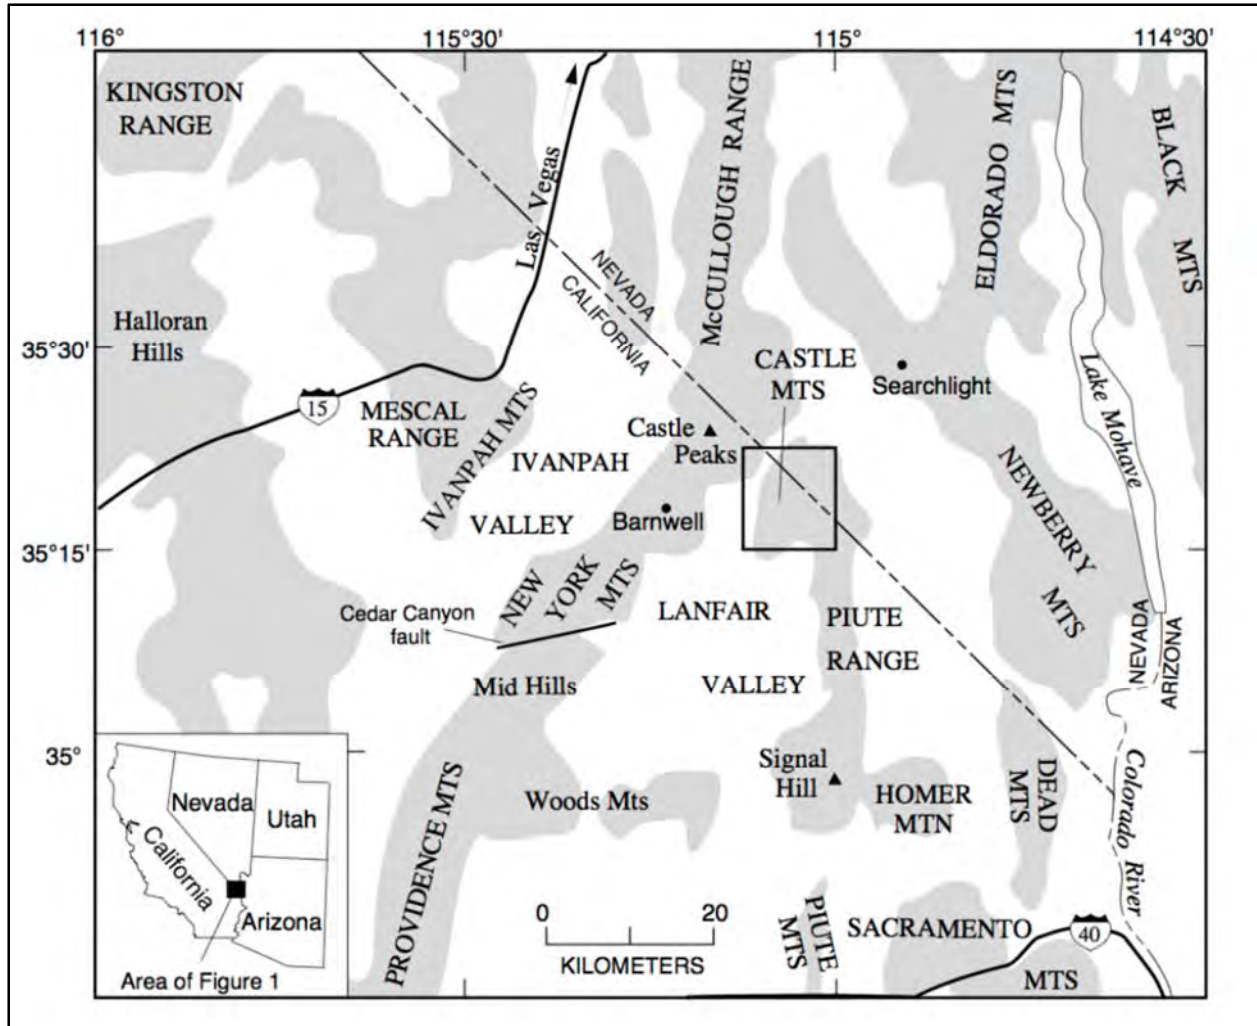 116°
115°30'
115°
114°30'
KINGSTON
RANGE
Las Vegas
McCULLOUGH RANGE
ELDORADO MTS
BLACK
MTS
NEVADA
CALIFORNIA
Halloran
Hills
35°30'
15
MESCAL
RANGE
IVANPAH MTS
CASTLE
MTS
Searchlight
Lake Mohave
Castle
Peaks
IVANPAH
VALLEY
Barnwell
NEWBERRY
MTS
35°15'
NEW
YORK
MTS
Cedar Canyon
fault
LANFAIR
VALLEY
PIUTE
RANGE
NEVADA
ARIZONA
Mid Hills
35°
Signal
Hill
HOMER
MTN
DEAD
MTS
Colorado River
Woods Mts
PROVIDENCE MTS
Nevada
Utah
California
Arizona
Area of Figure 1
0
20
KILOMETERS
PIUTE
MTS
SACRAMENTO
MTS
40